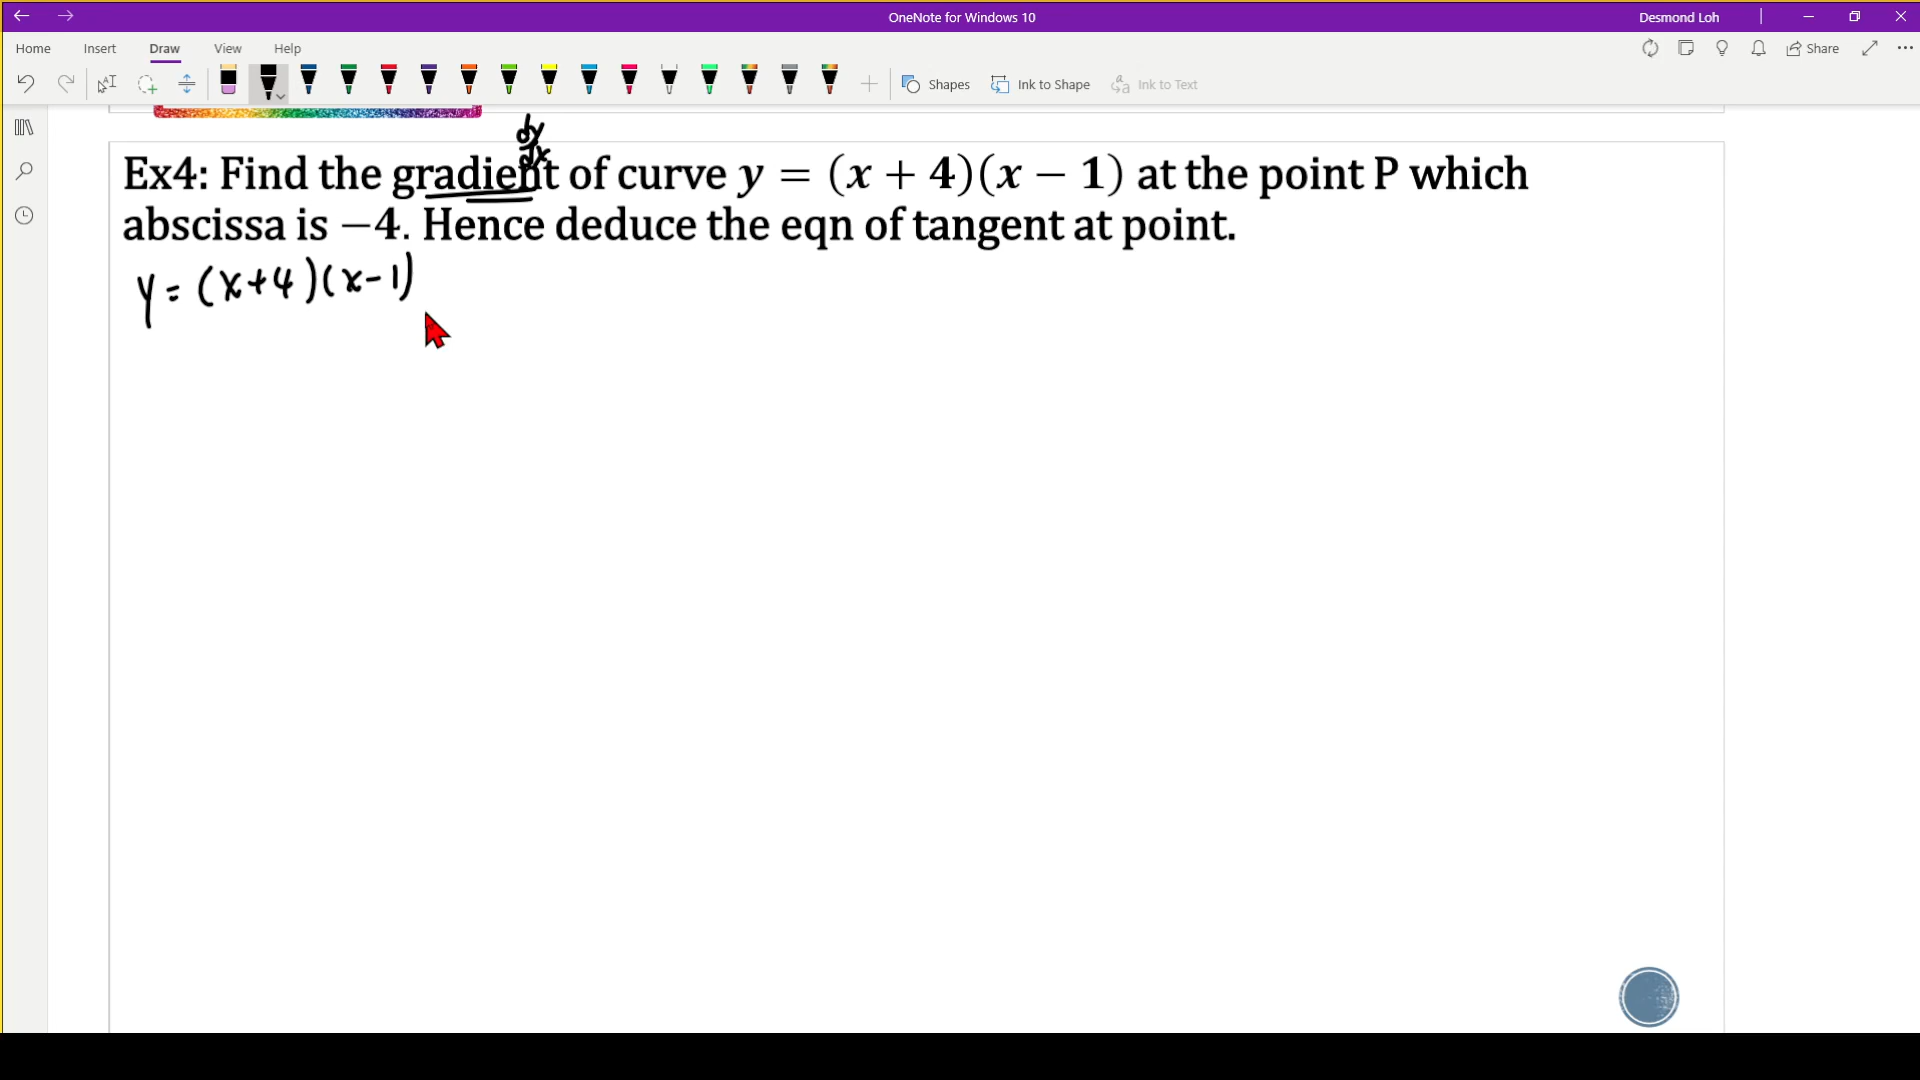 OneNote for Windows 10
Desmond Loh
Home Insert Draw View Help
Share
Shapes Ink to Shape Ink to Text
dy
dx
Ex4: Find the gradient of curve y = (x + 4)(x − 1) at the point P which
abscissa is −4. Hence deduce the eqn of tangent at point.
y = (x+4)(x-1)